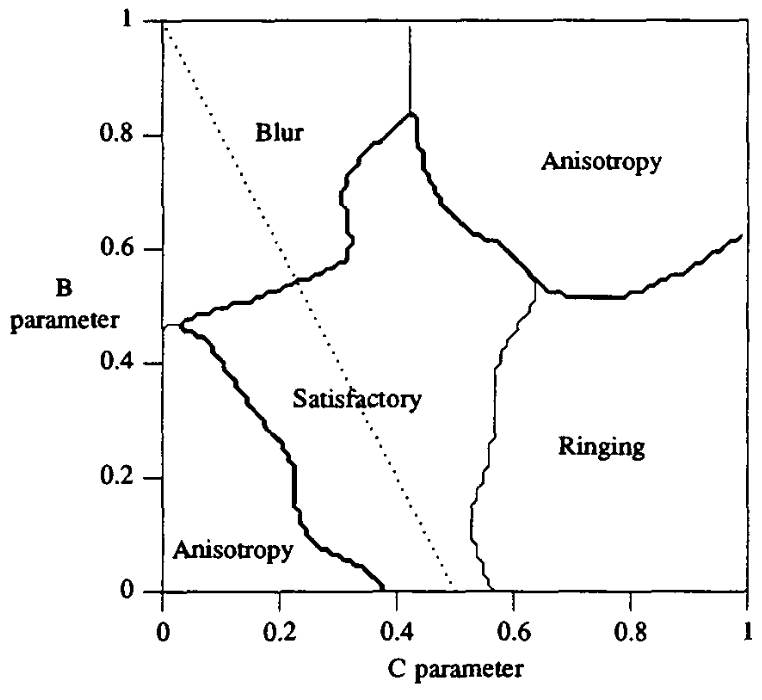 1
Blur
0.8
Anisotropy
0.6
B
parameter
0.4
Satisfactory
Ringing
0.2
Anisotropy
0
0
0.2
0.4
0.6
0.8
1
C parameter